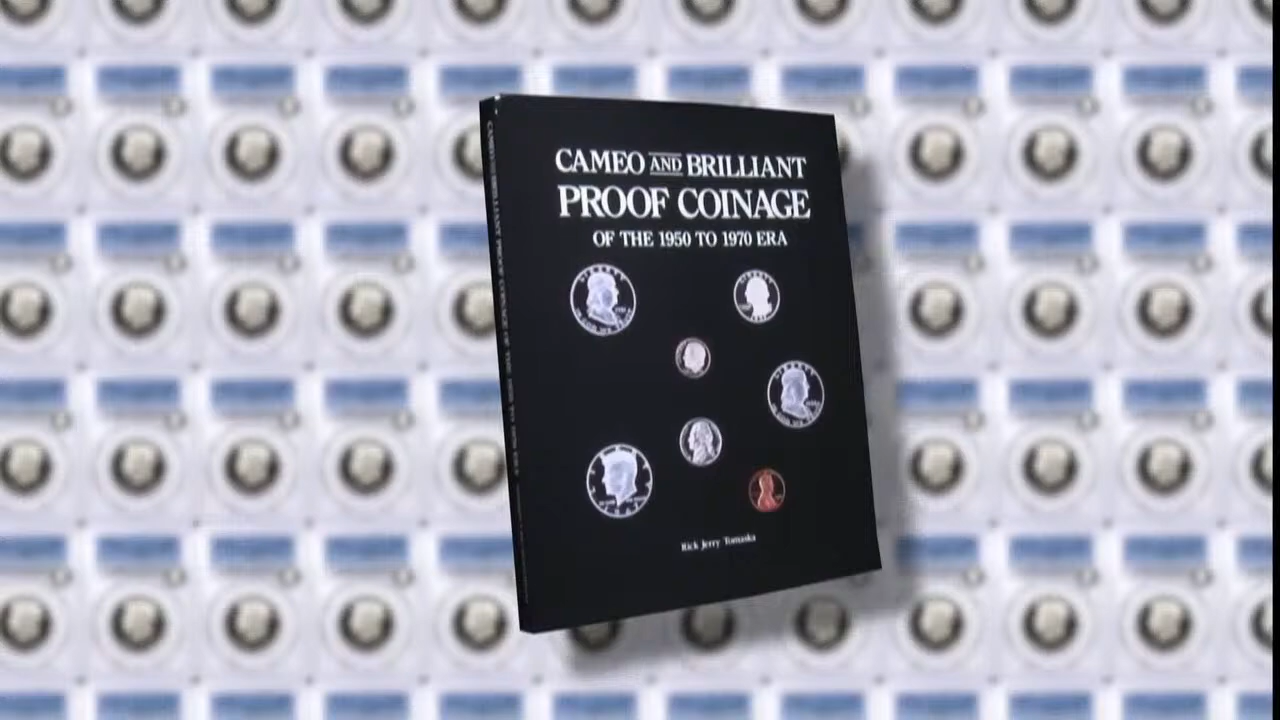 CAMEO AND BRILLIANT
PROOF COINAGE
OF THE 1950 TO 1970 ERA
Rick Jerry Tomaska